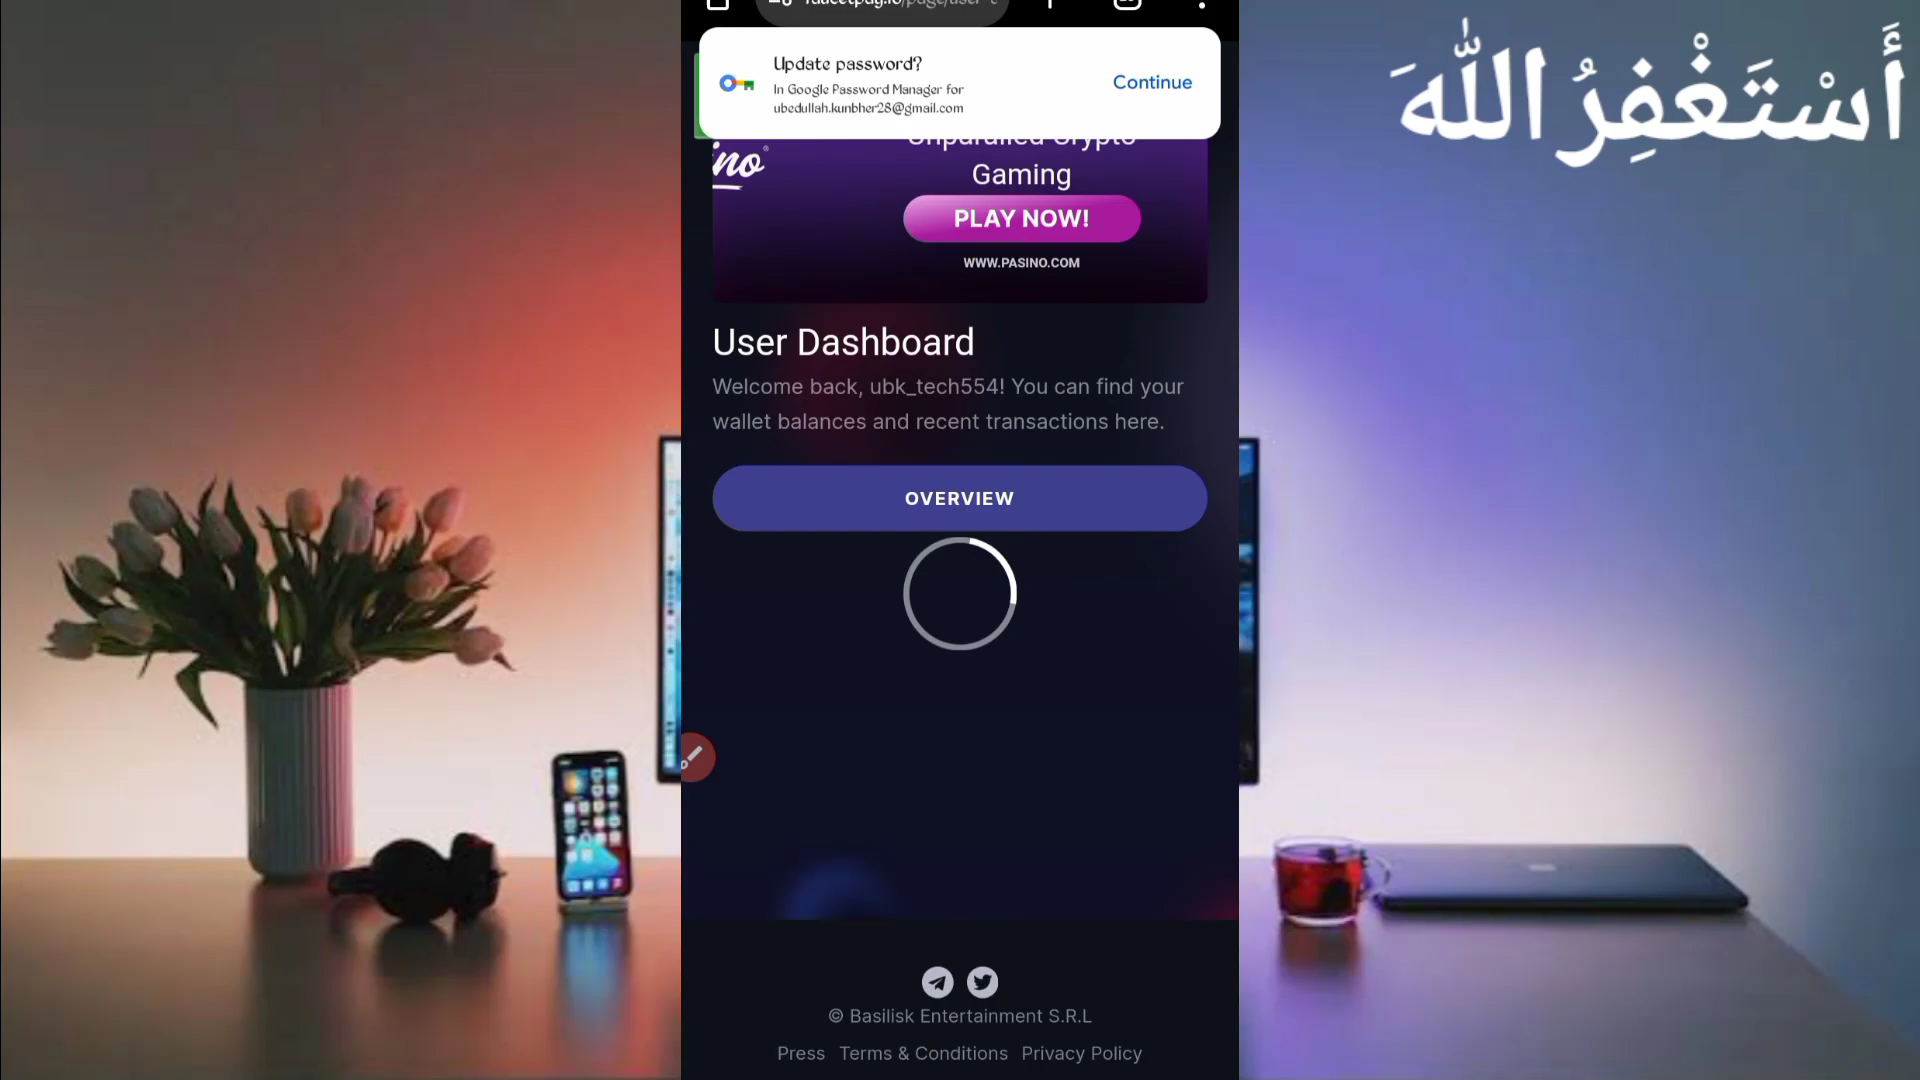 أَسْتَغْفِرُ اللّٰهَ
Update password?
In Google Password Manager for
ubedullah.kunbher28@gmail.com
Continue
Unparalled Crypto
Gaming
PLAY NOW!
WWW.PASINO.COM
User Dashboard
Welcome back, ubk_tech554! You can find your
wallet balances and recent transactions here.
OVERVIEW
© Basilisk Entertainment S.R.L
Press Terms & Conditions Privacy Policy